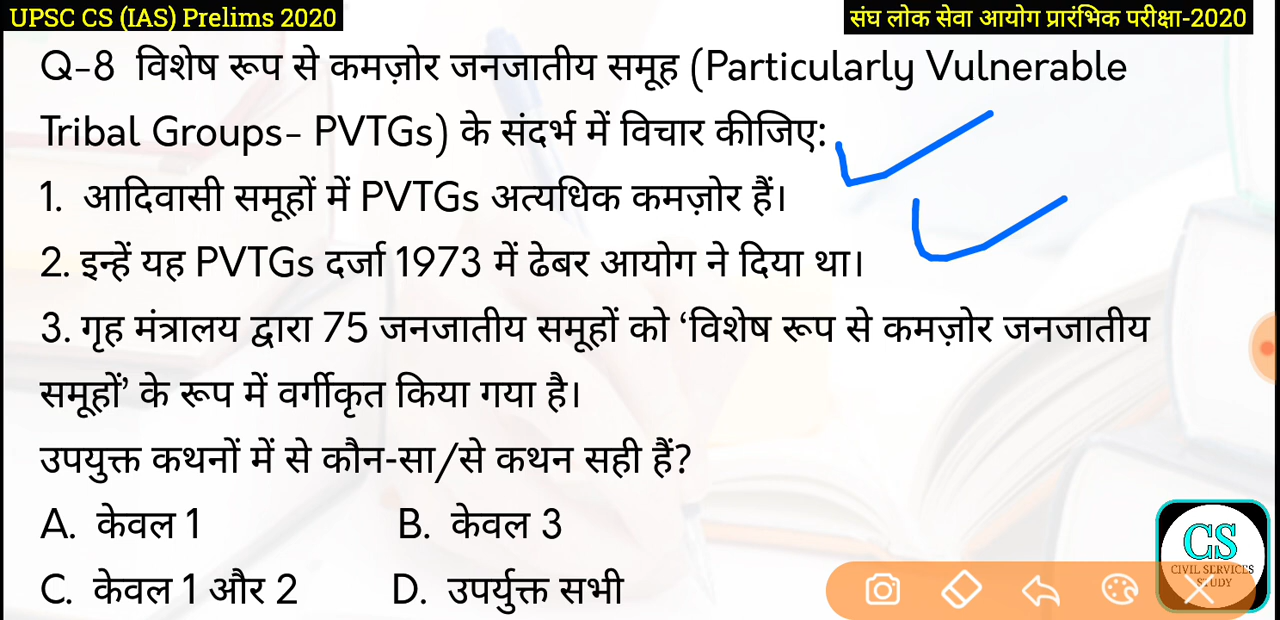 UPSC CS (IAS) Prelims 2020
संघ लोक सेवा आयोग प्रारंभिक परीक्षा-2020
Q-8 विशेष रूप से कमज़ोर जनजातीय समूह (Particularly Vulnerable
Tribal Groups- PVTGs) के संदर्भ में विचार कीजिए:
1. आदिवासी समूहों में PVTGs अत्यधिक कमज़ोर हैं।
2. इन्हें यह PVTGs दर्जा 1973 में ढेबर आयोग ने दिया था।
3. गृह मंत्रालय द्वारा 75 जनजातीय समूहों को ‘विशेष रूप से कमज़ोर जनजातीय
समूहों’ के रूप में वर्गीकृत किया गया है।
उपयुक्त कथनों में से कौन-सा/से कथन सही हैं?
A. केवल 1 B. केवल 3
C. केवल 1 और 2 D. उपर्युक्त सभी
CS
CIVIL SERVICES
STUDY